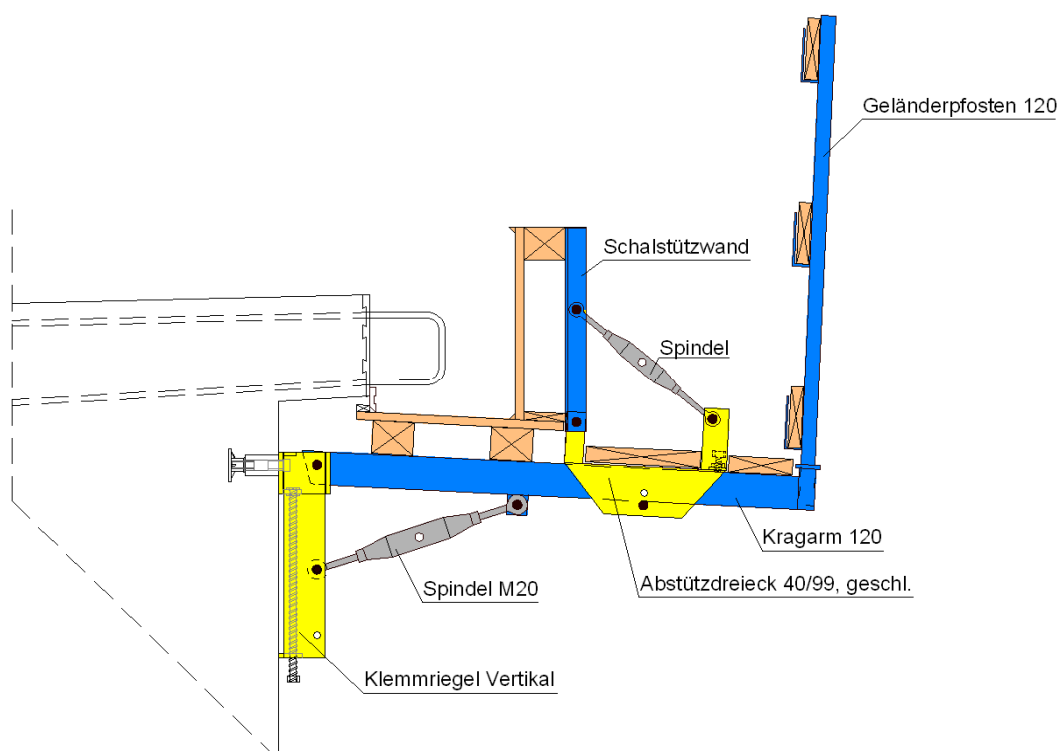 Geländerpfosten 120
Schalstützwand
Spindel
Kragarm 120
Abstützdreieck 40/99, geschl.
Spindel M20
Klemmriegel Vertikal